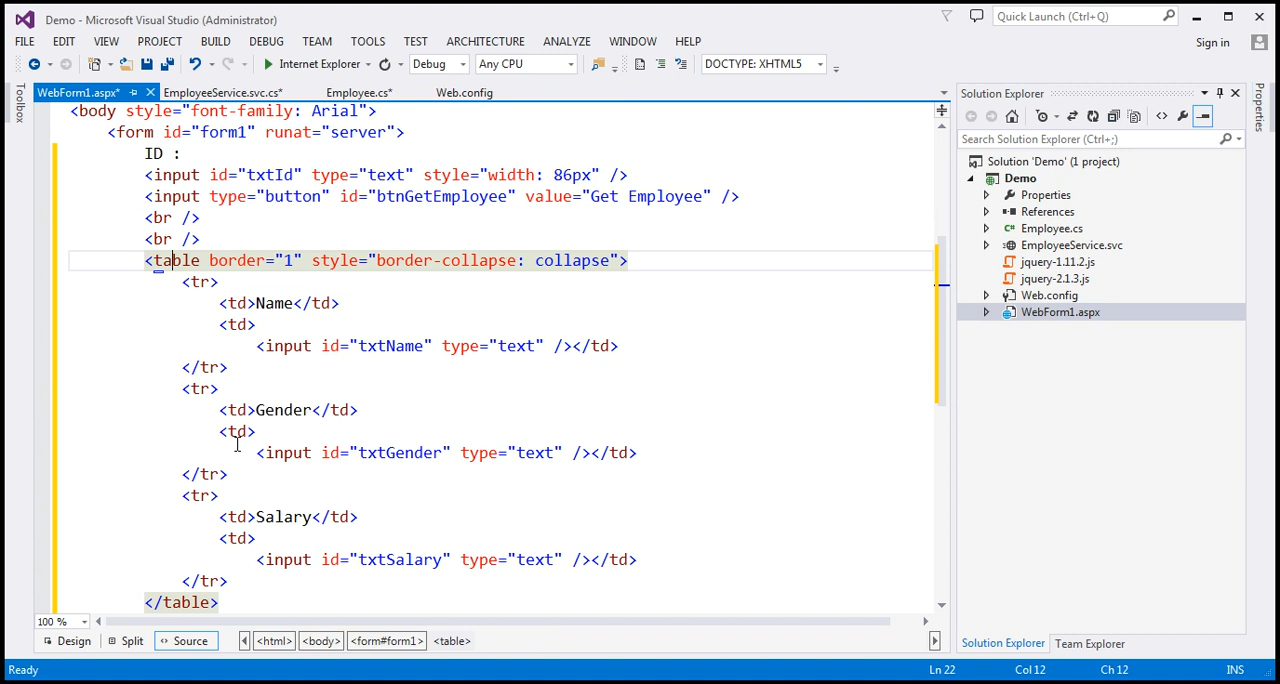 Demo - Microsoft Visual Studio (Administrator)
Quick Launch (Ctrl+Q)
FILE EDIT VIEW PROJECT BUILD DEBUG TEAM TOOLS TEST ARCHITECTURE ANALYZE WINDOW HELP
Sign in
Internet Explorer Debug Any CPU DOCTYPE: XHTML5
Toolbox
WebForm1.aspx* EmployeeService.svc.cs* Employee.cs* Web.config
<body style="font-family: Arial">
<form id="form1" runat="server">
ID :
<input id="txtId" type="text" style="width: 86px" />
<input type="button" id="btnGetEmployee" value="Get Employee" />
<br />
<br />
<table border="1" style="border-collapse: collapse">
<tr>
<td>Name</td>
<td>
<input id="txtName" type="text" /></td>
</tr>
<tr>
<td>Gender</td>
<td>
<input id="txtGender" type="text" /></td>
</tr>
<tr>
<td>Salary</td>
<td>
<input id="txtSalary" type="text" /></td>
</tr>
</table>
100 %
Design Split Source <html> <body> <form#form1> <table>
Solution Explorer
Search Solution Explorer (Ctrl+;)
Solution 'Demo' (1 project)
Demo
Properties
References
Employee.cs
EmployeeService.svc
jquery-1.11.2.js
jquery-2.1.3.js
Web.config
WebForm1.aspx
Solution Explorer Team Explorer
Properties
Ready Ln 22 Col 12 Ch 12 INS